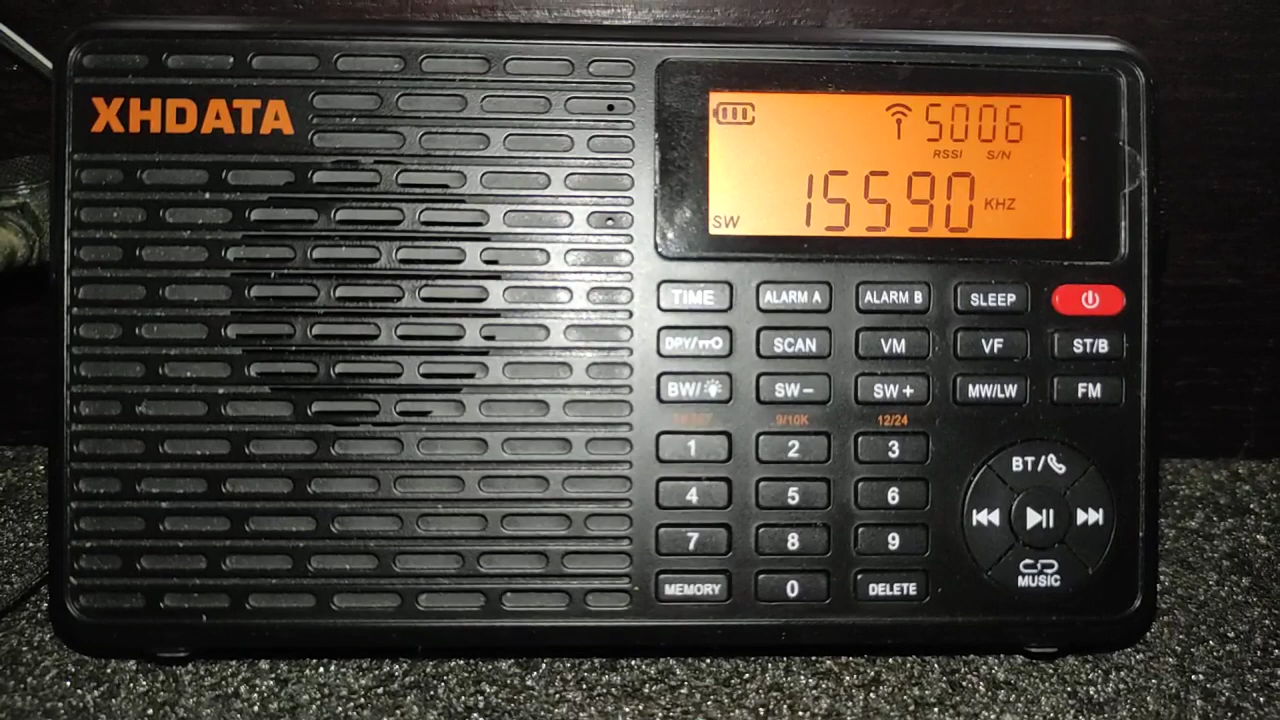 XHDATA
5006
RSSI S/N
15590 KHZ
SW
TIME ALARM A ALARM B SLEEP
DPY/ SCAN VM VF ST/B
BW/ SW- SW+ MW/LW FM
9/10K 12/24
1 2 3
BT/
4 5 6
7 8 9
MUSIC
MEMORY 0 DELETE